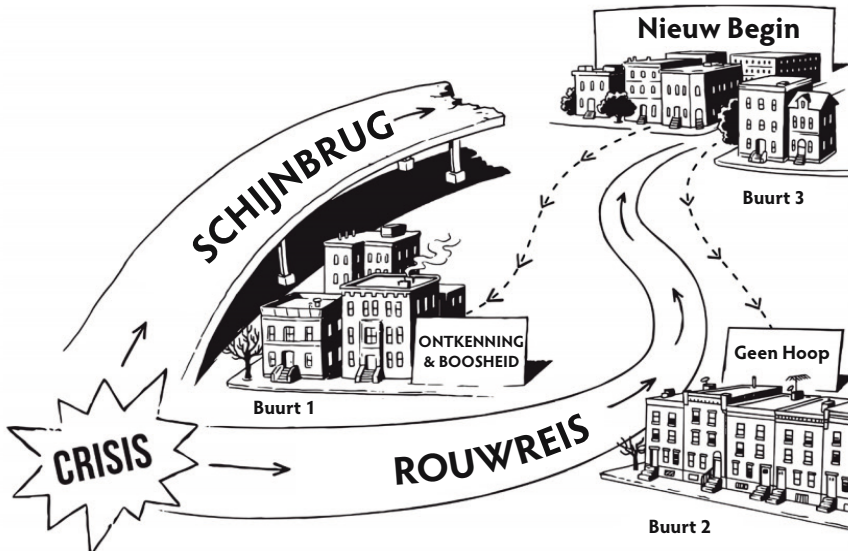 Nieuw Begin
SCHIJNBRUG
Buurt 3
ONTKENNING
& BOOSHEID
Geen Hoop
Buurt 1
CRISIS
ROUWREIS
Buurt 2